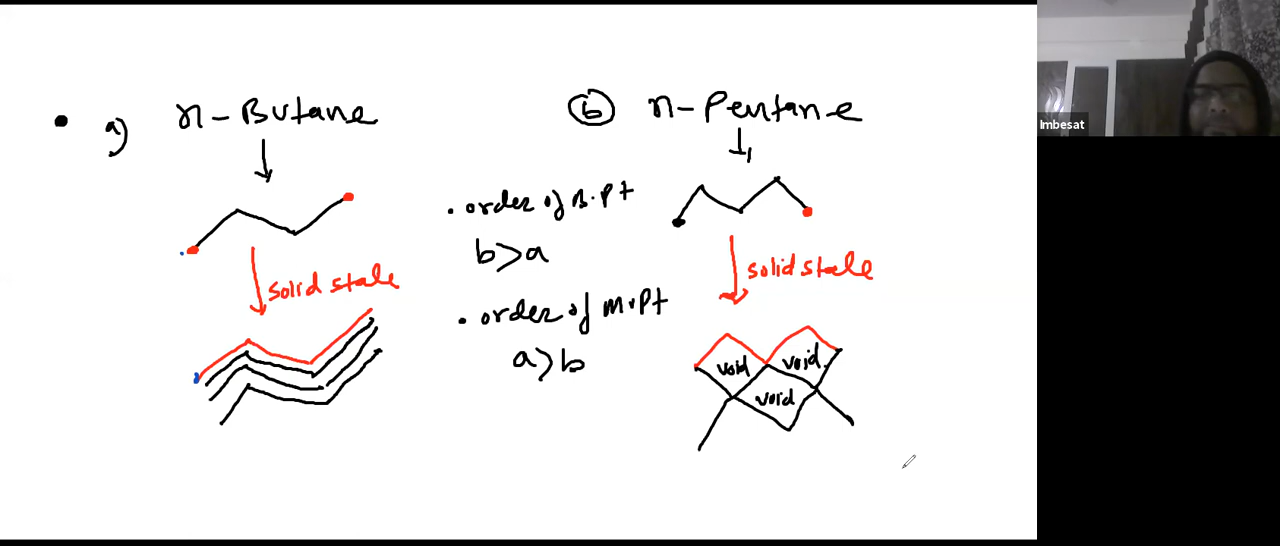 a) n-Butane
(b) n-Pentane
. order of B.pt
b>a
solid state
solid state
. order of M.Pt
a>b
void
void
void
Imbesat